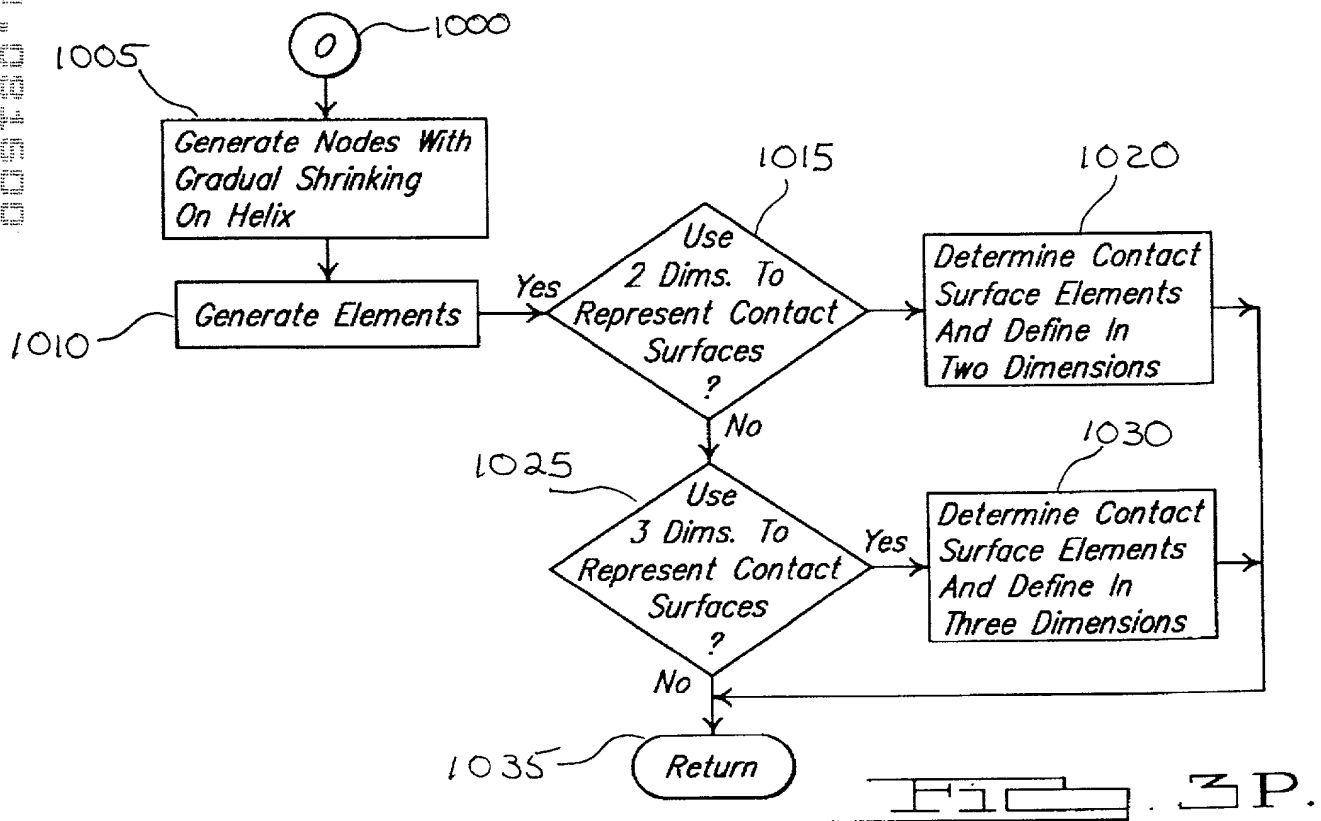 1000
O
1005
Generate Nodes With
Gradual Shrinking
On Helix
1010
Generate Elements
Yes
1015
Use
2 Dims. To
Represent Contact
Surfaces
?
1020
Determine Contact
Surface Elements
And Define In
Two Dimensions
No
1025
Use
3 Dims. To
Represent Contact
Surfaces
?
Yes
1030
Determine Contact
Surface Elements
And Define In
Three Dimensions
No
1035
Return
3P.